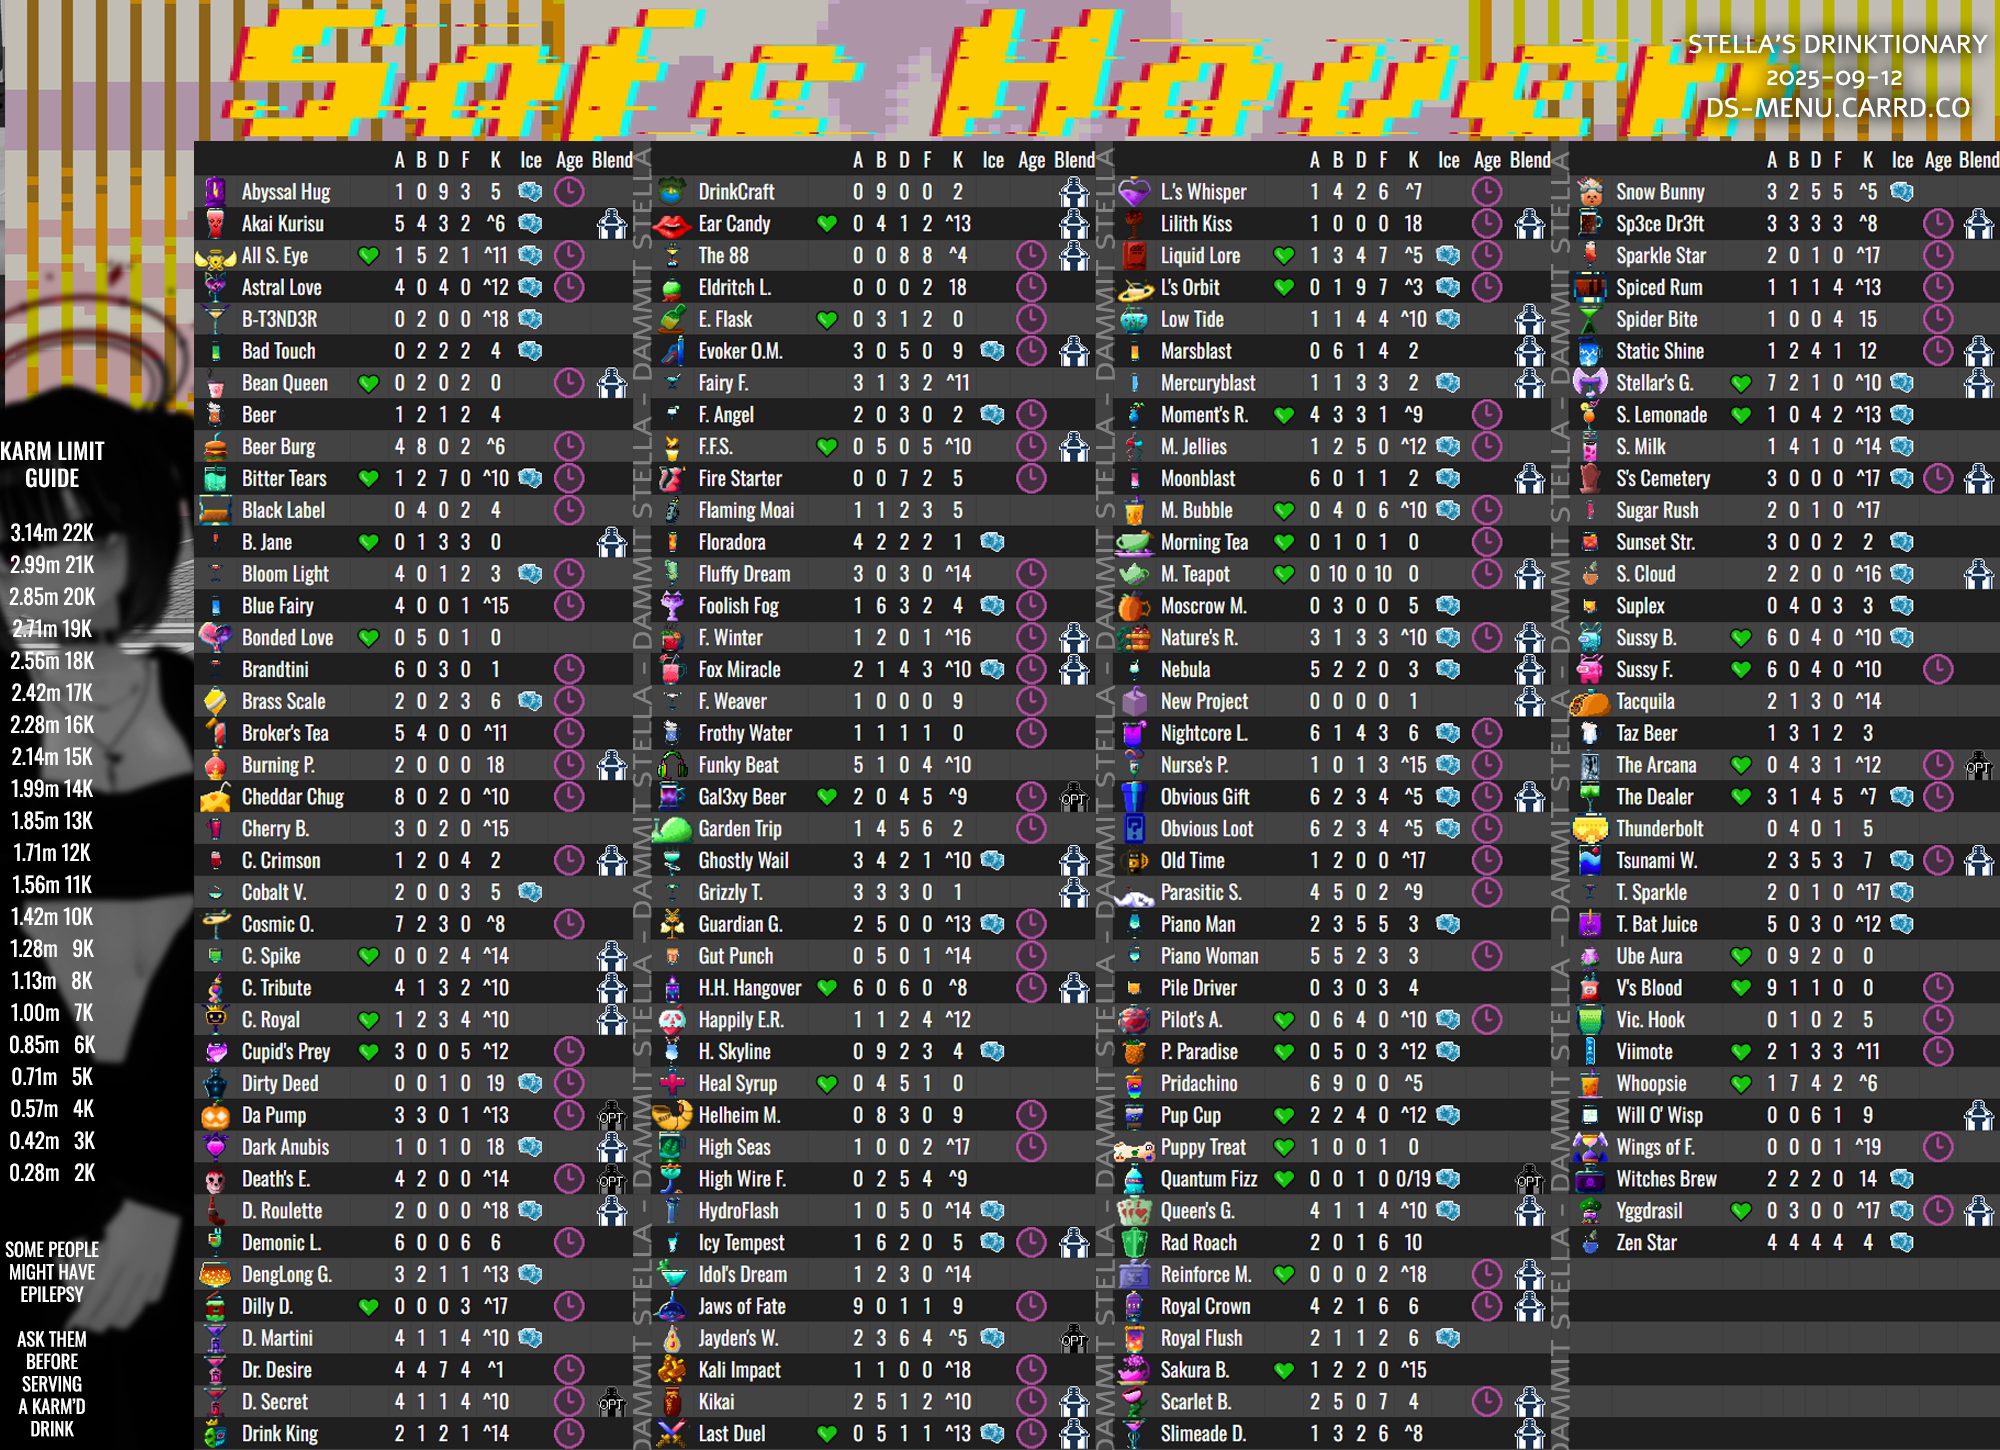 Safe Haven
STELLA'S DRINKTIONARY
2025-09-12
DS-MENU.CARRD.CO
KARM LIMIT
GUIDE
3.14m 22K
2.99m 21K
2.85m 20K
2.71m 19K
2.56m 18K
2.42m 17K
2.28m 16K
2.14m 15K
1.99m 14K
1.85m 13K
1.71m 12K
1.56m 11K
1.42m 10K
1.28m 9K
1.13m 8K
1.00m 7K
0.85m 6K
0.71m 5K
0.57m 4K
0.42m 3K
0.28m 2K
SOME PEOPLE
MIGHT HAVE
EPILEPSY
ASK THEM
BEFORE
SERVING
A KARM'D
DRINK
A B D F K Ice Age Blend
Abyssal Hug 1 0 9 3 5
Akai Kurisu 5 4 3 2 ^6
All S. Eye 1 5 2 1 ^11
Astral Love 4 0 4 0 ^12
B-T3ND3R 0 2 0 0 ^18
Bad Touch 0 2 2 2 4
Bean Queen 0 2 0 2 0
Beer 1 2 1 2 4
Beer Burg 4 8 0 2 ^6
Bitter Tears 1 2 7 0 ^10
Black Label 0 4 0 2 4
B. Jane 0 1 3 3 0
Bloom Light 4 0 1 2 3
Blue Fairy 4 0 0 1 ^15
Bonded Love 0 5 0 1 0
Brandtini 6 0 3 0 1
Brass Scale 2 0 2 3 6
Broker's Tea 5 4 0 0 ^11
Burning P. 2 0 0 0 18
Cheddar Chug 8 0 2 0 ^10
Cherry B. 3 0 2 0 ^15
C. Crimson 1 2 0 4 2
Cobalt V. 2 0 0 3 5
Cosmic O. 7 2 3 0 ^8
C. Spike 0 0 2 4 ^14
C. Tribute 4 1 3 2 ^10
C. Royal 1 2 3 4 ^10
Cupid's Prey 3 0 0 5 ^12
Dirty Deed 0 0 1 0 19
Da Pump 3 3 0 1 ^13 OPT
Dark Anubis 1 0 1 0 18
Death's E. 4 2 0 0 ^14 OPT
D. Roulette 2 0 0 0 ^18
Demonic L. 6 0 0 6 6
DengLong G. 3 2 1 1 ^13
Dilly D. 0 0 0 3 ^17
D. Martini 4 1 1 4 ^10
Dr. Desire 4 4 7 4 ^1
D. Secret 4 1 1 4 ^10 OPT
Drink King 2 1 2 1 ^14
DAMMIT STELLA - DAMMIT STELLA - DAMMIT STELLA - DAMMIT STELLA
A B D F K Ice Age Blend
DrinkCraft 0 9 0 0 2
Ear Candy 0 4 1 2 ^13
The 88 0 0 8 8 ^4
Eldritch L. 0 0 0 2 18
E. Flask 0 3 1 2 0
Evoker O.M. 3 0 5 0 9
Fairy F. 3 1 3 2 ^11
F. Angel 2 0 3 0 2
F.F.S. 0 5 0 5 ^10
Fire Starter 0 0 7 2 5
Flaming Moai 1 1 2 3 5
Floradora 4 2 2 2 1
Fluffy Dream 3 0 3 0 ^14
Foolish Fog 1 6 3 2 4
F. Winter 1 2 0 1 ^16
Fox Miracle 2 1 4 3 ^10
F. Weaver 1 0 0 0 9
Frothy Water 1 1 1 1 0
Funky Beat 5 1 0 4 ^10
Gal3xy Beer 2 0 4 5 ^9 OPT
Garden Trip 1 4 5 6 2
Ghostly Wail 3 4 2 1 ^10
Grizzly T. 3 3 3 0 1
Guardian G. 2 5 0 0 ^13
Gut Punch 0 5 0 1 ^14
H.H. Hangover 6 0 6 0 ^8
Happily E.R. 1 1 2 4 ^12
H. Skyline 0 9 2 3 4
Heal Syrup 0 4 5 1 0
Helheim M. 0 8 3 0 9
High Seas 1 0 0 2 ^17
High Wire F. 0 2 5 4 ^9
HydroFlash 1 0 5 0 ^14
Icy Tempest 1 6 2 0 5
Idol's Dream 1 2 3 0 ^14
Jaws of Fate 9 0 1 1 9
Jayden's W. 2 3 6 4 ^5 OPT
Kali Impact 1 1 0 0 ^18
Kikai 2 5 1 2 ^10
Last Duel 0 5 1 1 ^13
DAMMIT STELLA - DAMMIT STELLA - DAMMIT STELLA - DAMMIT STELLA
A B D F K Ice Age Blend
L.'s Whisper 1 4 2 6 ^7
Lilith Kiss 1 0 0 0 18
Liquid Lore 1 3 4 7 ^5
L's Orbit 0 1 9 7 ^3
Low Tide 1 1 4 4 ^10
Marsblast 0 6 1 4 2
Mercuryblast 1 1 3 3 2
Moment's R. 4 3 3 1 ^9
M. Jellies 1 2 5 0 ^12
Moonblast 6 0 1 1 2
M. Bubble 0 4 0 6 ^10
Morning Tea 0 1 0 1 0
M. Teapot 0 10 0 10 0
Moscrow M. 0 3 0 0 5
Nature's R. 3 1 3 3 ^10
Nebula 5 2 2 0 3
New Project 0 0 0 0 1
Nightcore L. 6 1 4 3 6
Nurse's P. 1 0 1 3 ^15
Obvious Gift 6 2 3 4 ^5
Obvious Loot 6 2 3 4 ^5
Old Time 1 2 0 0 ^17
Parasitic S. 4 5 0 2 ^9
Piano Man 2 3 5 5 3
Piano Woman 5 5 2 3 3
Pile Driver 0 3 0 3 4
Pilot's A. 0 6 4 0 ^10
P. Paradise 0 5 0 3 ^12
Pridachino 6 9 0 0 ^5
Pup Cup 2 2 4 0 ^12
Puppy Treat 1 0 0 1 0
Quantum Fizz 0 0 1 0 0/19 OPT
Queen's G. 4 1 1 4 ^10
Rad Roach 2 0 1 6 10
Reinforce M. 0 0 0 2 ^18
Royal Crown 4 2 1 6 6
Royal Flush 2 1 1 2 6
Sakura B. 1 2 2 0 ^15
Scarlet B. 2 5 0 7 4
Slimeade D. 1 3 2 6 ^8
DAMMIT STELLA - DAMMIT STELLA - DAMMIT STELLA - DAMMIT STELLA
A B D F K Ice Age Blend
Snow Bunny 3 2 5 5 ^5
Sp3ce Dr3ft 3 3 3 3 ^8
Sparkle Star 2 0 1 0 ^17
Spiced Rum 1 1 1 4 ^13
Spider Bite 1 0 0 4 15
Static Shine 1 2 4 1 12
Stellar's G. 7 2 1 0 ^10
S. Lemonade 1 0 4 2 ^13
S. Milk 1 4 1 0 ^14
S's Cemetery 3 0 0 0 ^17
Sugar Rush 2 0 1 0 ^17
Sunset Str. 3 0 0 2 2
S. Cloud 2 2 0 0 ^16
Suplex 0 4 0 3 3
Sussy B. 6 0 4 0 ^10
Sussy F. 6 0 4 0 ^10
Tacquila 2 1 3 0 ^14
Taz Beer 1 3 1 2 3
The Arcana 0 4 3 1 ^12 OPT
The Dealer 3 1 4 5 ^7
Thunderbolt 0 4 0 1 5
Tsunami W. 2 3 5 3 7
T. Sparkle 2 0 1 0 ^17
T. Bat Juice 5 0 3 0 ^12
Ube Aura 0 9 2 0 0
V's Blood 9 1 1 0 0
Vic. Hook 0 1 0 2 5
Viimote 2 1 3 3 ^11
Whoopsie 1 7 4 2 ^6
Will O' Wisp 0 0 6 1 9
Wings of F. 0 0 0 1 ^19
Witches Brew 2 2 2 0 14
Yggdrasil 0 3 0 0 ^17
Zen Star 4 4 4 4 4